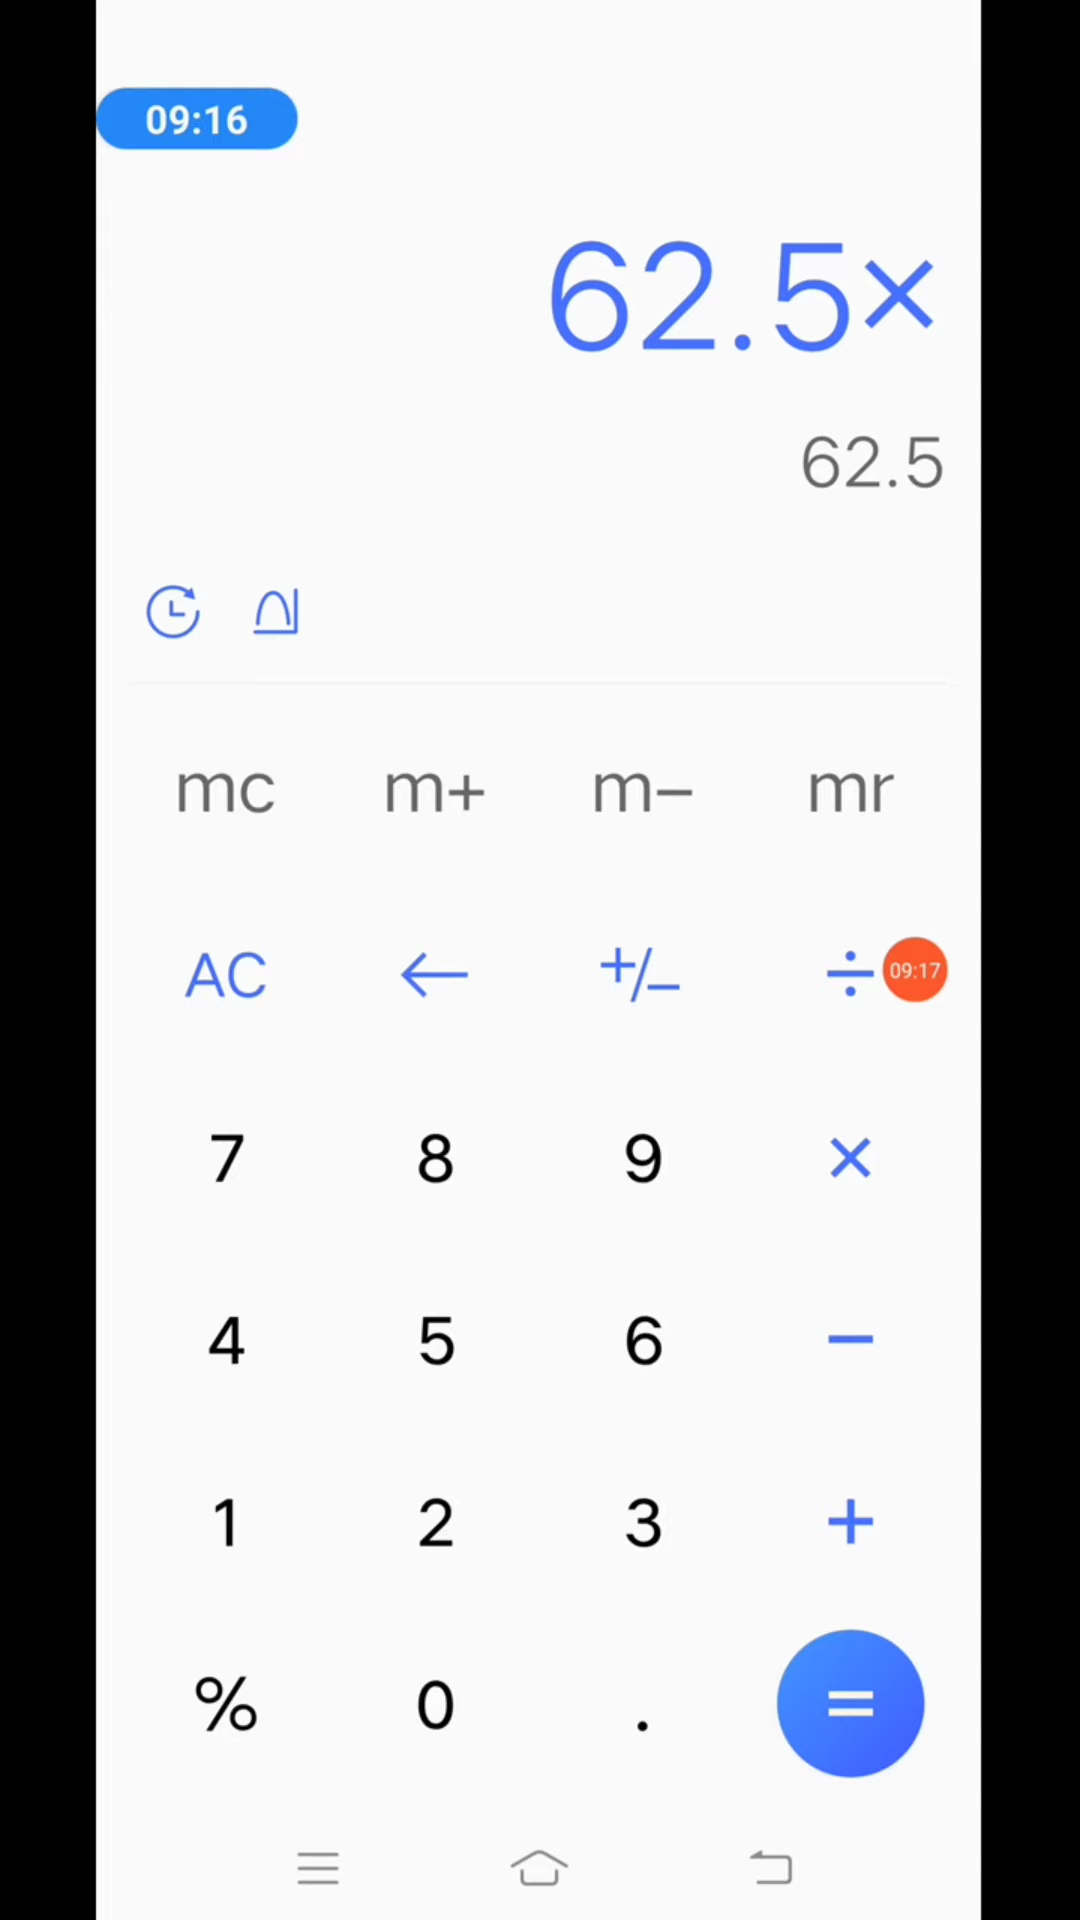 09:16
62.5×
62.5
mc m+ m− mr
AC ← +/− ÷ 09:17
7 8 9 ×
4 5 6 −
1 2 3 +
% 0 . =